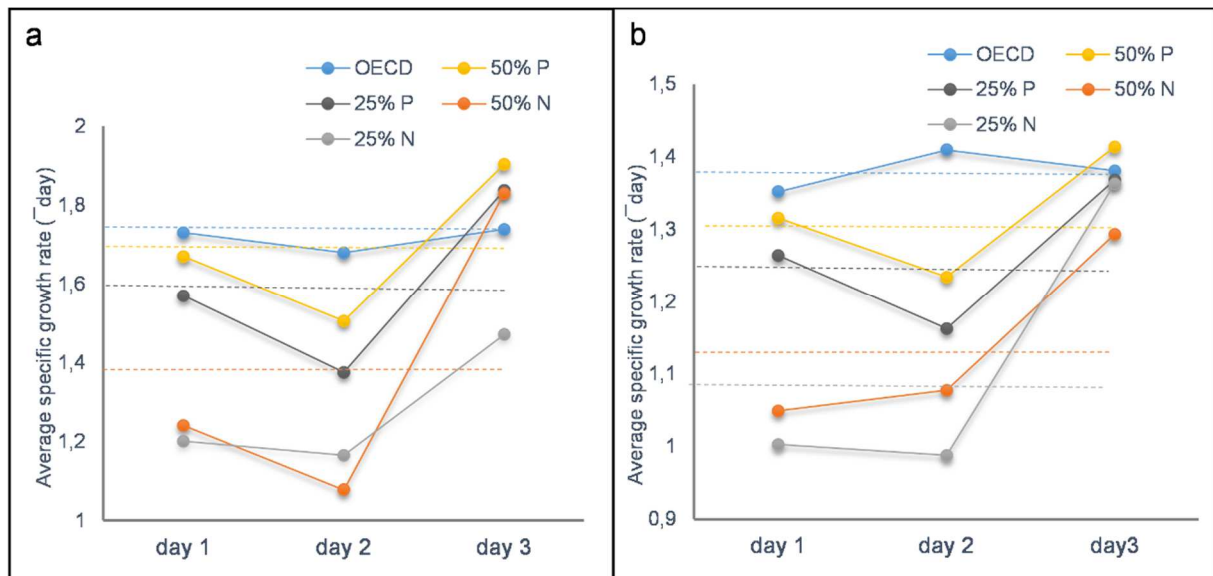 a
OECD 50% P
25% P 50% N
25% N
Average specific growth rate (¯day)
2
1,8
1,6
1,4
1,2
1
day 1 day 2 day 3
b
OECD 50% P
25% P 50% N
25% N
Average specific growth rate (¯day)
1,5
1,4
1,3
1,2
1,1
1
0,9
day 1 day 2 day3